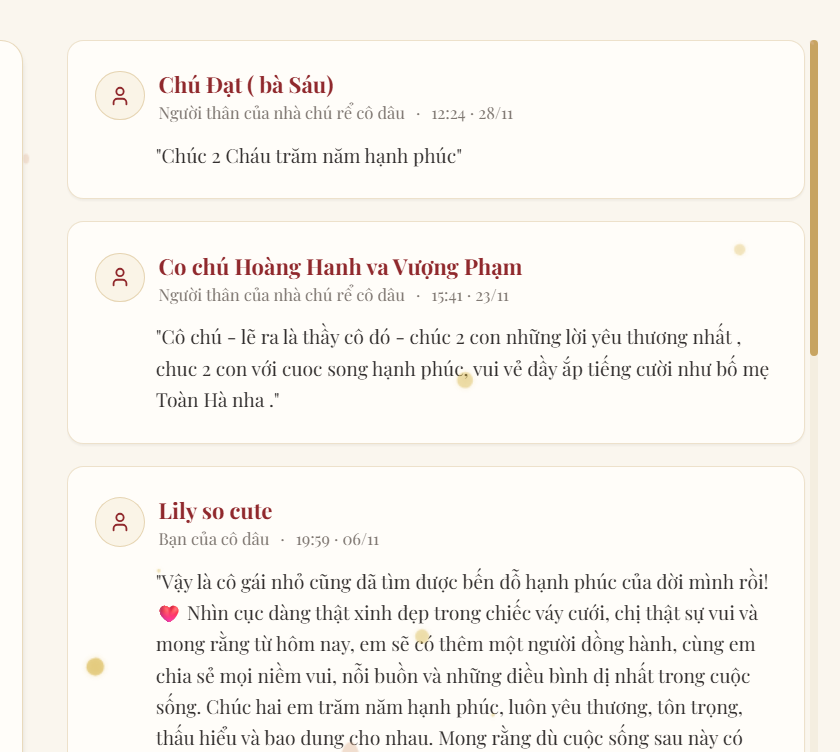 Chú Đạt ( bà Sáu)
Người thân của nhà chú rể cô dâu · 12:24 · 28/11
"Chúc 2 Cháu trăm năm hạnh phúc"
Co chú Hoàng Hanh va Vượng Phạm
Người thân của nhà chú rể cô dâu · 15:41 · 23/11
"Cô chú - lẽ ra là thầy cô đó - chúc 2 con những lời yêu thương nhất ,
chuc 2 con với cuoc song hạnh phúc, vui vẻ đầy ắp tiếng cười như bố mẹ
Toàn Hà nha ."
Lily so cute
Bạn của cô dâu · 19:59 · 06/11
"Vậy là cô gái nhỏ cũng đã tìm được bến đỗ hạnh phúc của đời mình rồi!
💖 Nhìn cục dàng thật xinh đẹp trong chiếc váy cưới, chị thật sự vui và
mong rằng từ hôm nay, em sẽ có thêm một người đồng hành, cùng em
chia sẻ mọi niềm vui, nỗi buồn và những điều bình dị nhất trong cuộc
sống. Chúc hai em trăm năm hạnh phúc, luôn yêu thương, tôn trọng,
thấu hiểu và bao dung cho nhau. Mong rằng dù cuộc sống sau này có